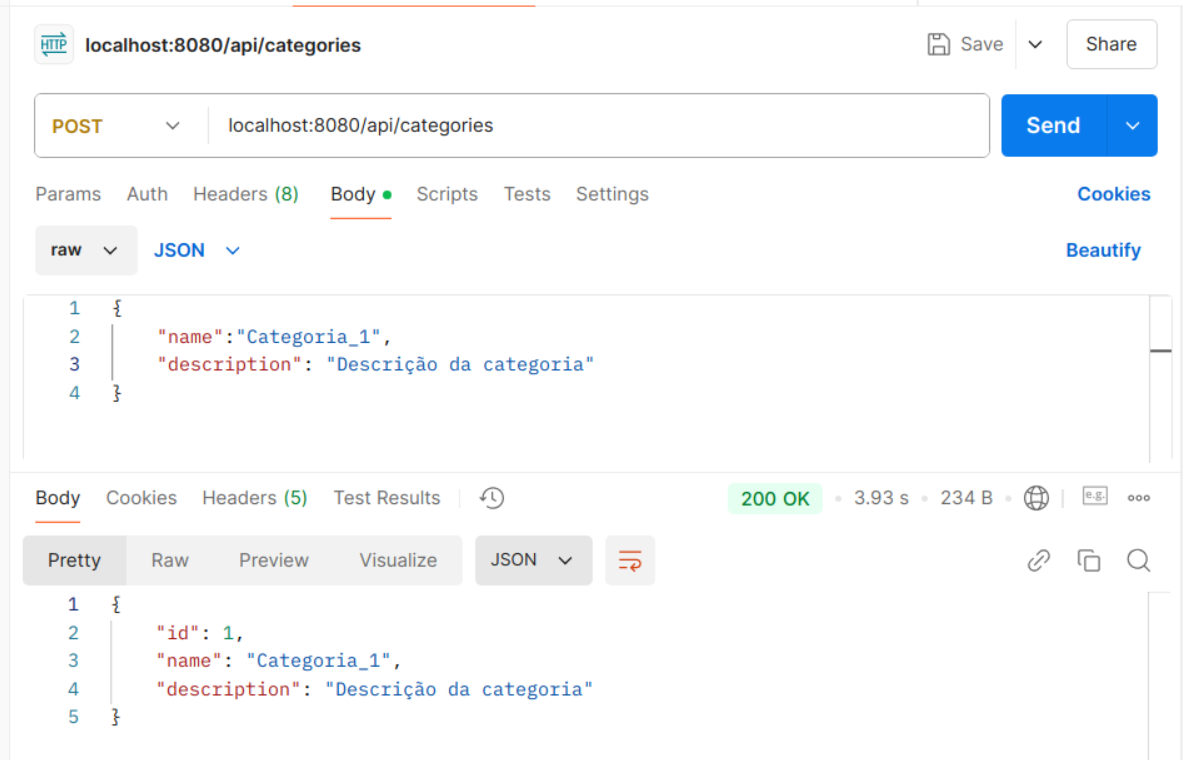 HTTP localhost:8080/api/categories Save Share
POST localhost:8080/api/categories Send
Params Auth Headers (8) Body Scripts Tests Settings Cookies
raw JSON Beautify
1 {
2 "name":"Categoria_1",
3 "description": "Descrição da categoria"
4 }
Body Cookies Headers (5) Test Results 200 OK 3.93 s 234 B e.g.
Pretty Raw Preview Visualize JSON
1 {
2 "id": 1,
3 "name": "Categoria_1",
4 "description": "Descrição da categoria"
5 }